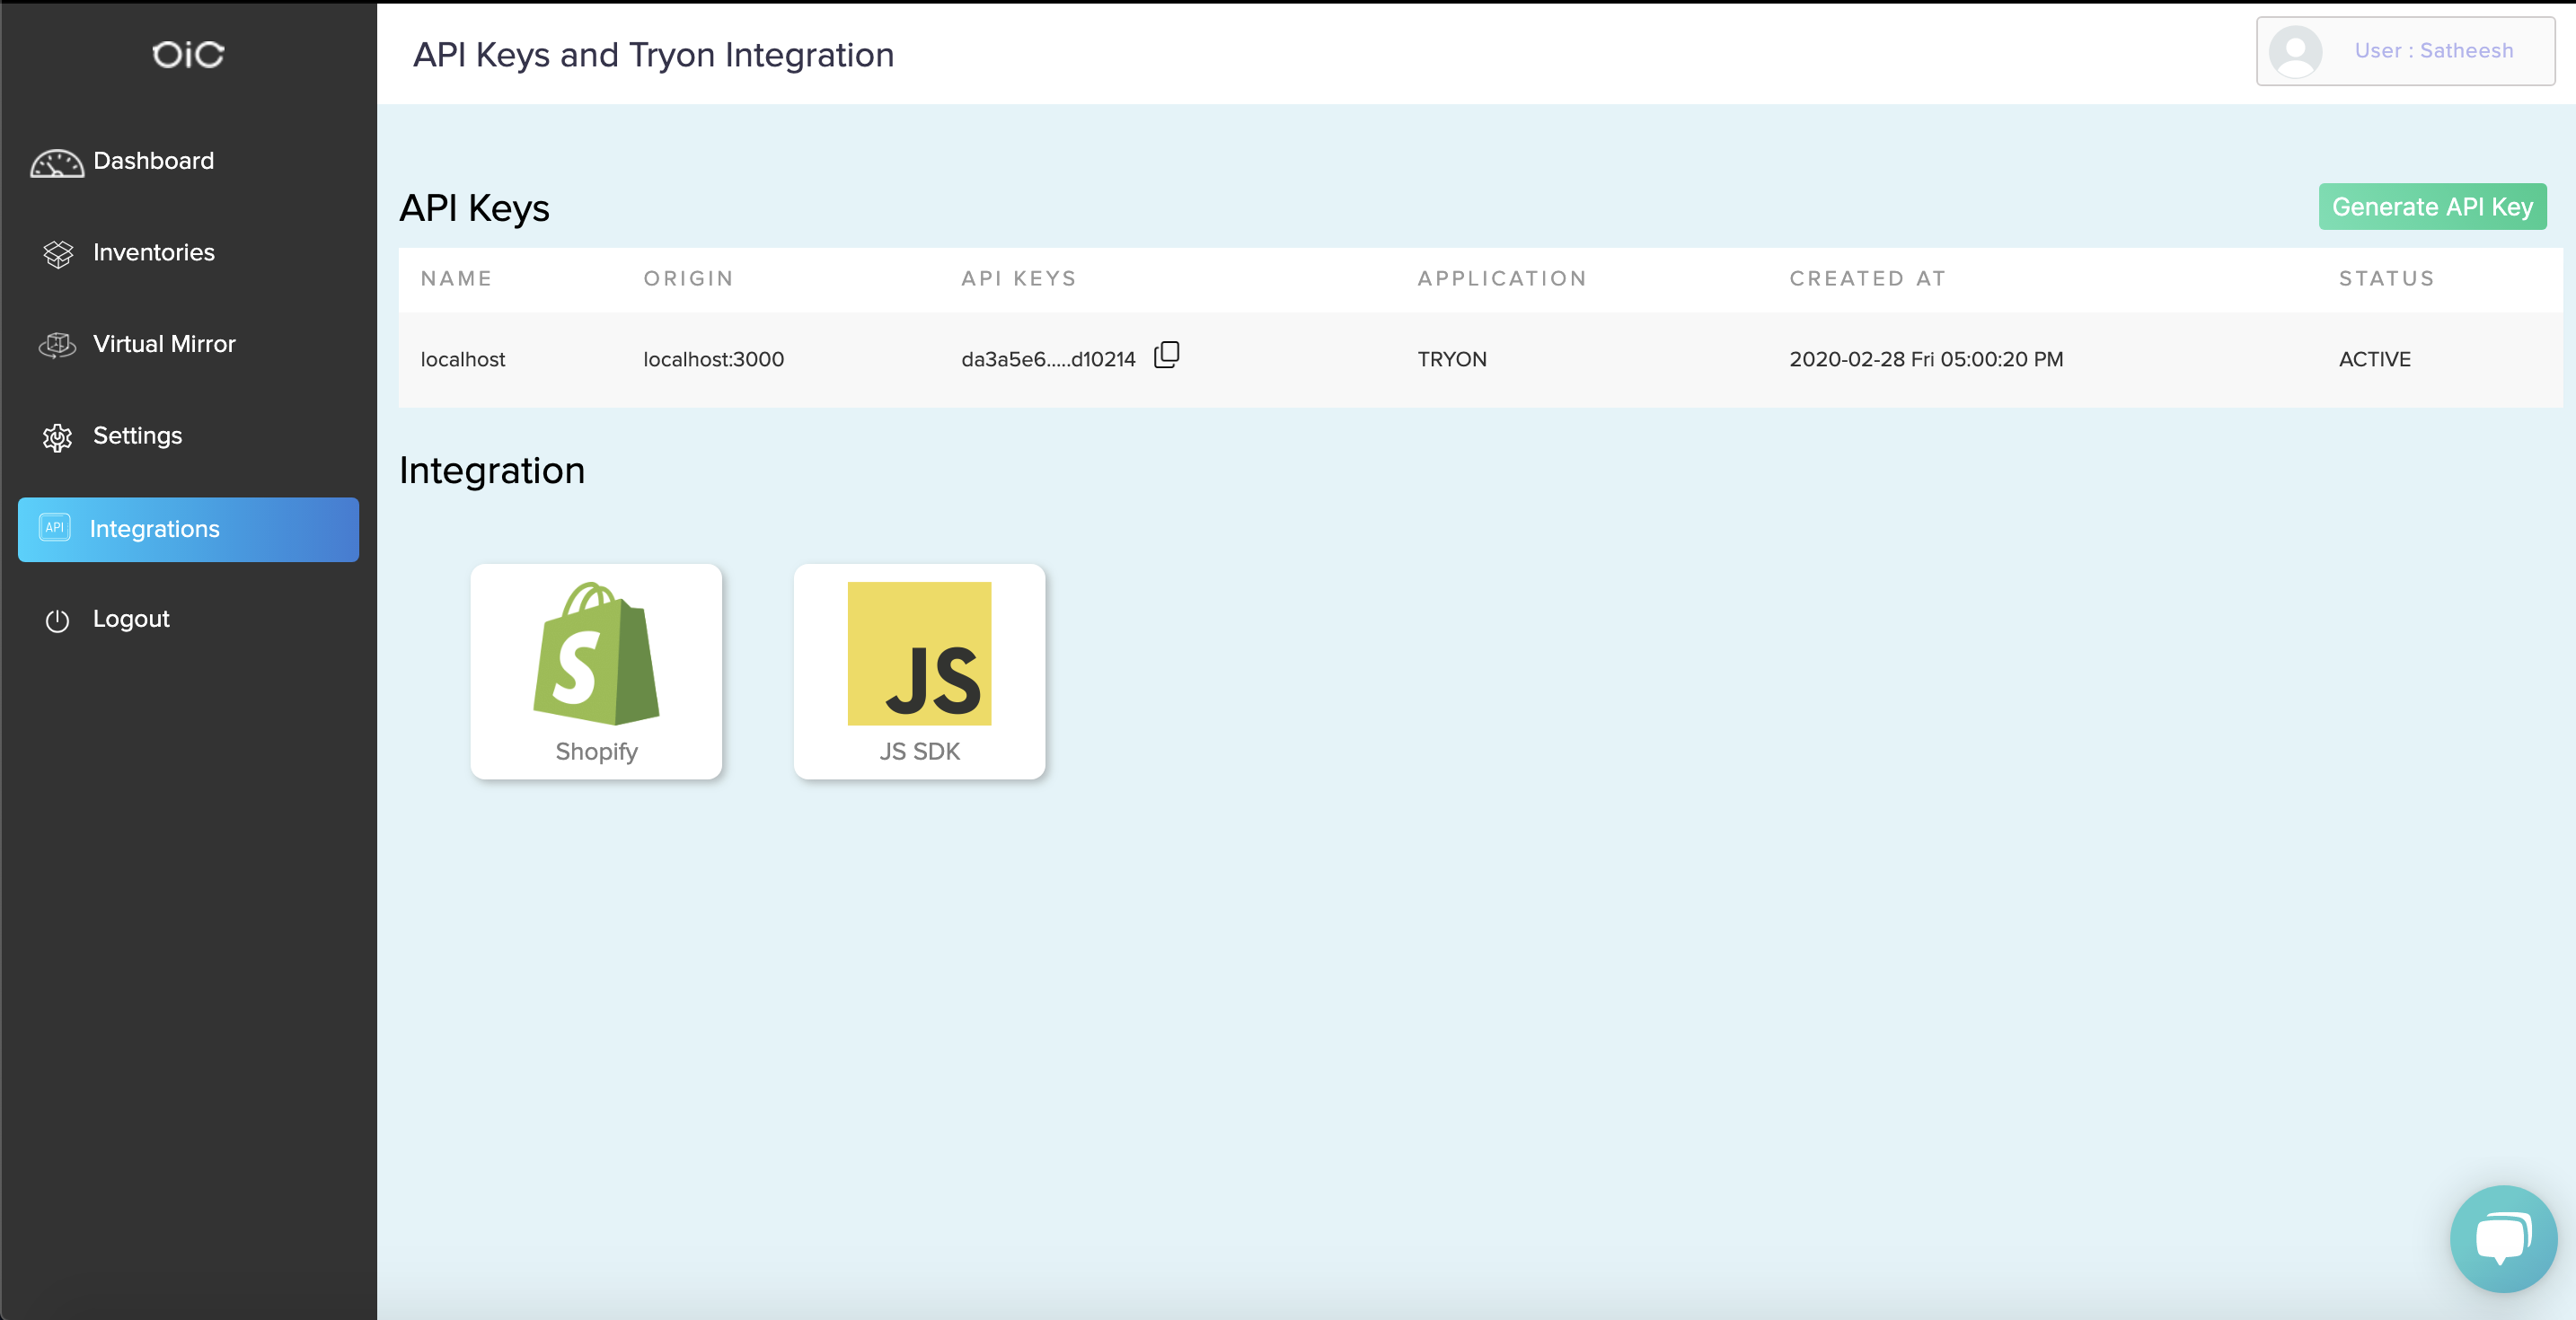 OiC
API Keys and Tryon Integration
User : Satheesh
Dashboard
Inventories
Virtual Mirror
Settings
API Integrations
Logout
API Keys
Generate API Key
NAME ORIGIN API KEYS APPLICATION CREATED AT STATUS
localhost localhost:3000 da3a5e6.....d10214 TRYON 2020-02-28 Fri 05:00:20 PM ACTIVE
Integration
S
JS
Shopify
JS SDK